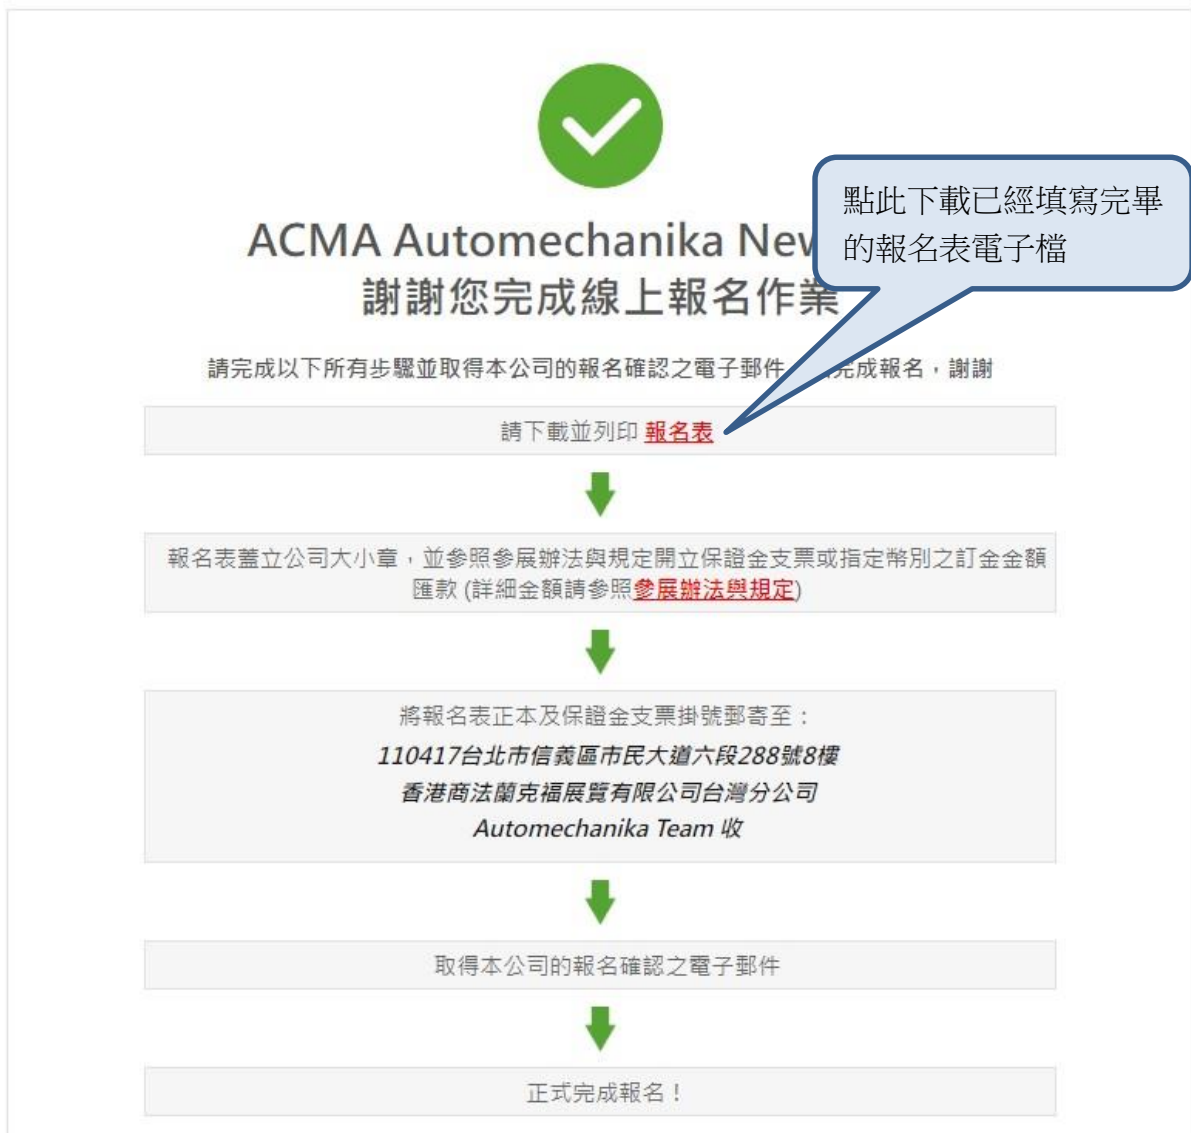 ACMA Automechanika New
謝謝您完成線上報名作業
點此下載已經填寫完畢
的報名表電子檔
請完成以下所有步驟並取得本公司的報名確認之電子郵件
完成報名，謝謝
請下載並列印 報名表
報名表蓋立公司大小章，並參照參展辦法與規定開立保證金支票或指定幣別之訂金金額
匯款 (詳細金額請參照參展辦法與規定)
將報名表正本及保證金支票掛號郵寄至：
110417台北市信義區市民大道六段288號8樓
香港商法蘭克福展覽有限公司台灣分公司
Automechanika Team 收
取得本公司的報名確認之電子郵件
正式完成報名！